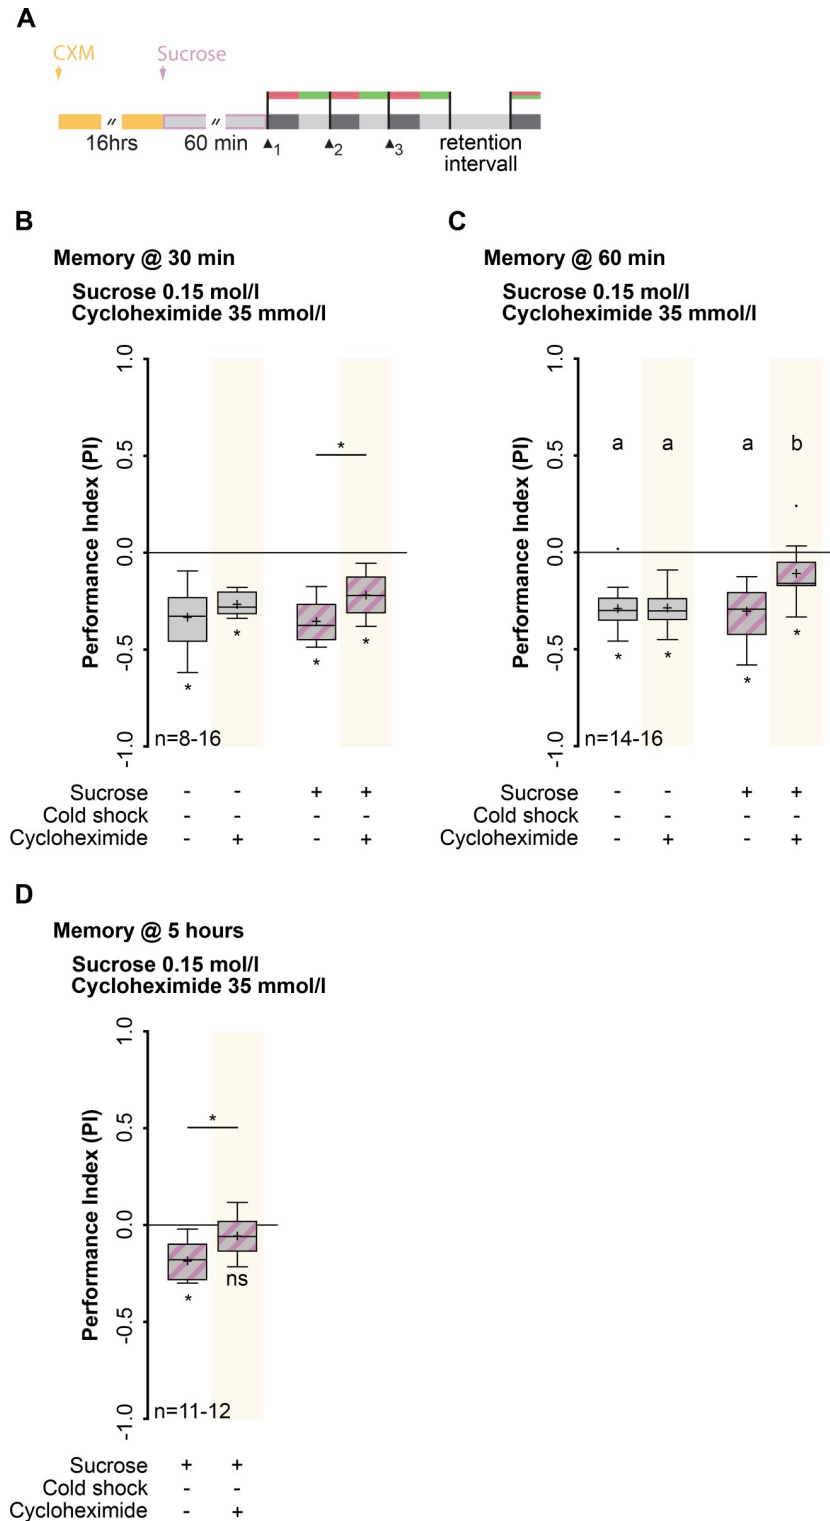 A
CXM Sucrose
16hrs 60 min ▲1 ▲2 ▲3 retention
intervall
B
Memory @ 30 min
Sucrose 0.15 mol/l
Cycloheximide 35 mmol/l
Performance Index (PI)
1.0
0.5
0.0
-0.5
-1.0
*
* * * *
n=8-16
Sucrose - - + +
Cold shock - - - -
Cycloheximide - + - +
C
Memory @ 60 min
Sucrose 0.15 mol/l
Cycloheximide 35 mmol/l
Performance Index (PI)
1.0
0.5
0.0
-0.5
-1.0
a a a b
* * * *
n=14-16
Sucrose - - + +
Cold shock - - - -
Cycloheximide - + - +
D
Memory @ 5 hours
Sucrose 0.15 mol/l
Cycloheximide 35 mmol/l
Performance Index (PI)
1.0
0.5
0.0
-0.5
-1.0
*
* ns
n=11-12
Sucrose + +
Cold shock - -
Cycloheximide - +